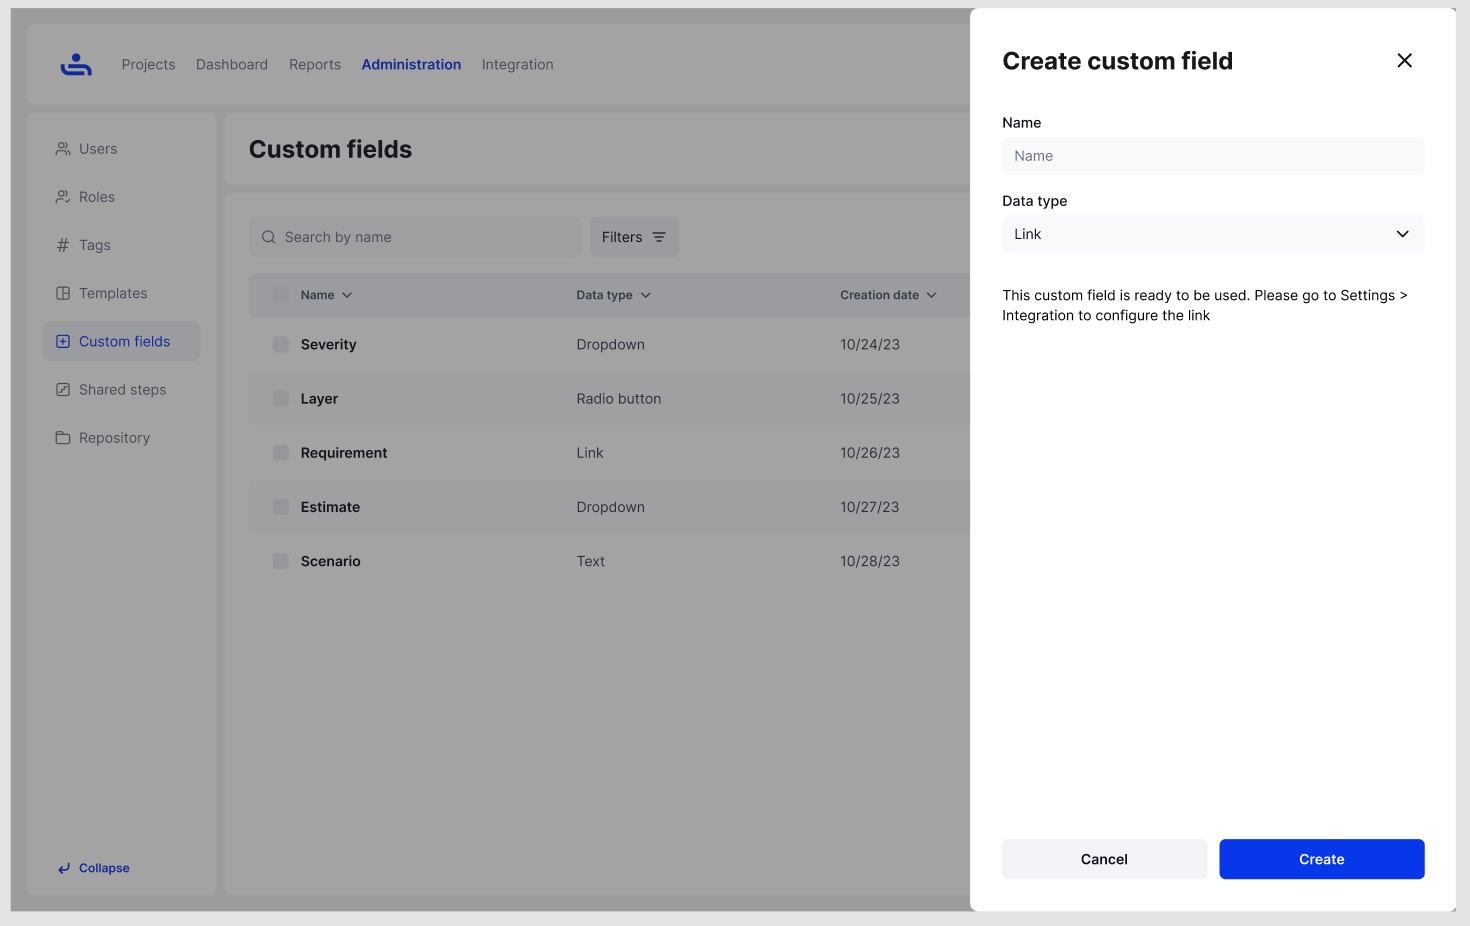 Projects Dashboard Reports Administration Integration
Users
Roles
Tags
Templates
Custom fields
Shared steps
Repository
Collapse
Custom fields
Search by name
Filters
Name Data type Creation date
Severity Dropdown 10/24/23
Layer Radio button 10/25/23
Requirement Link 10/26/23
Estimate Dropdown 10/27/23
Scenario Text 10/28/23
Create custom field
Name
Name
Data type
Link
This custom field is ready to be used. Please go to Settings >
Integration to configure the link
Cancel
Create